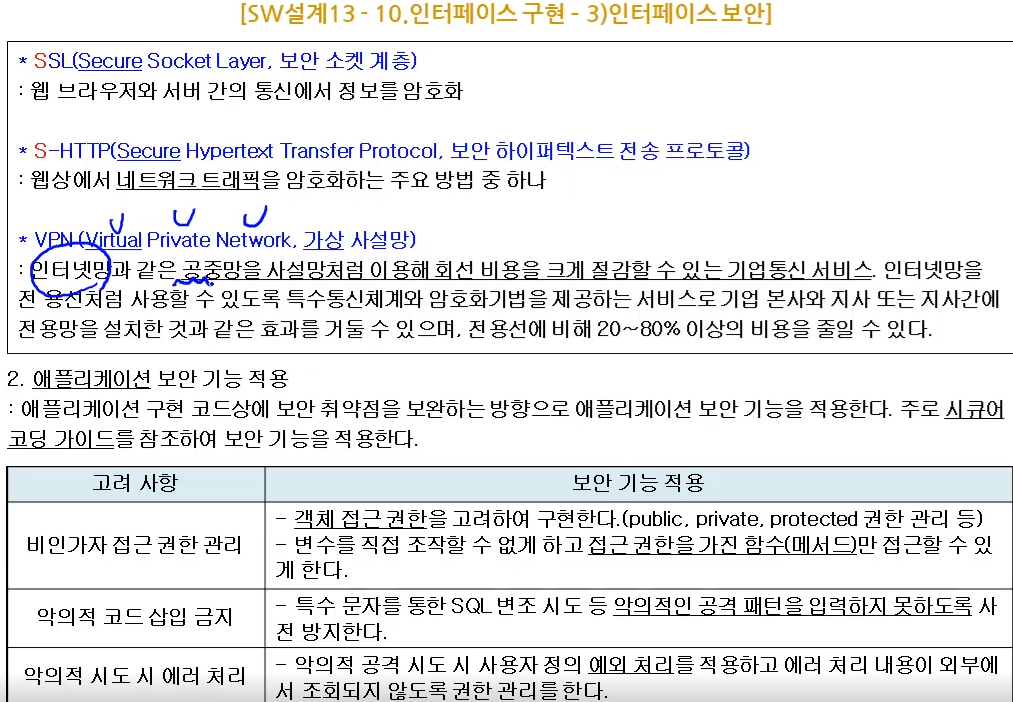 [SW설계13 - 10.인터페이스 구현 - 3)인터페이스 보안]
* SSL(Secure Socket Layer, 보안 소켓 계층)
: 웹 브라우저와 서버 간의 통신에서 정보를 암호화
* S-HTTP(Secure Hypertext Transfer Protocol, 보안 하이퍼텍스트 전송 프로토콜)
: 웹상에서 네트워크 트래픽을 암호화하는 주요 방법 중 하나
* VPN (Virtual Private Network, 가상 사설망)
: 인터넷망과 같은 공중망을 사설망처럼 이용해 회선 비용을 크게 절감할 수 있는 기업통신 서비스. 인터넷망을
전 용선처럼 사용할 수 있도록 특수통신체계와 암호화기법을 제공하는 서비스로 기업 본사와 지사 또는 지사간에
전용망을 설치한 것과 같은 효과를 거둘 수 있으며, 전용선에 비해 20~80% 이상의 비용을 줄일 수 있다.
2. 애플리케이션 보안 기능 적용
: 애플리케이션 구현 코드상에 보안 취약점을 보완하는 방향으로 애플리케이션 보안 기능을 적용한다. 주로 시큐어
코딩 가이드를 참조하여 보안 기능을 적용한다.
고려 사항 보안 기능 적용
비인가자 접근 권한 관리
- 객체 접근 권한을 고려하여 구현한다.(public, private, protected 권한 관리 등)
- 변수를 직접 조작할 수 없게 하고 접근 권한을 가진 함수(메서드)만 접근할 수 있
게 한다.
악의적 코드 삽입 금지
- 특수 문자를 통한 SQL 변조 시도 등 악의적인 공격 패턴을 입력하지 못하도록 사
전 방지한다.
악의적 시도 시 에러 처리
- 악의적 공격 시도 시 사용자 정의 예외 처리를 적용하고 에러 처리 내용이 외부에
서 조회되지 않도록 권한 관리를 한다.